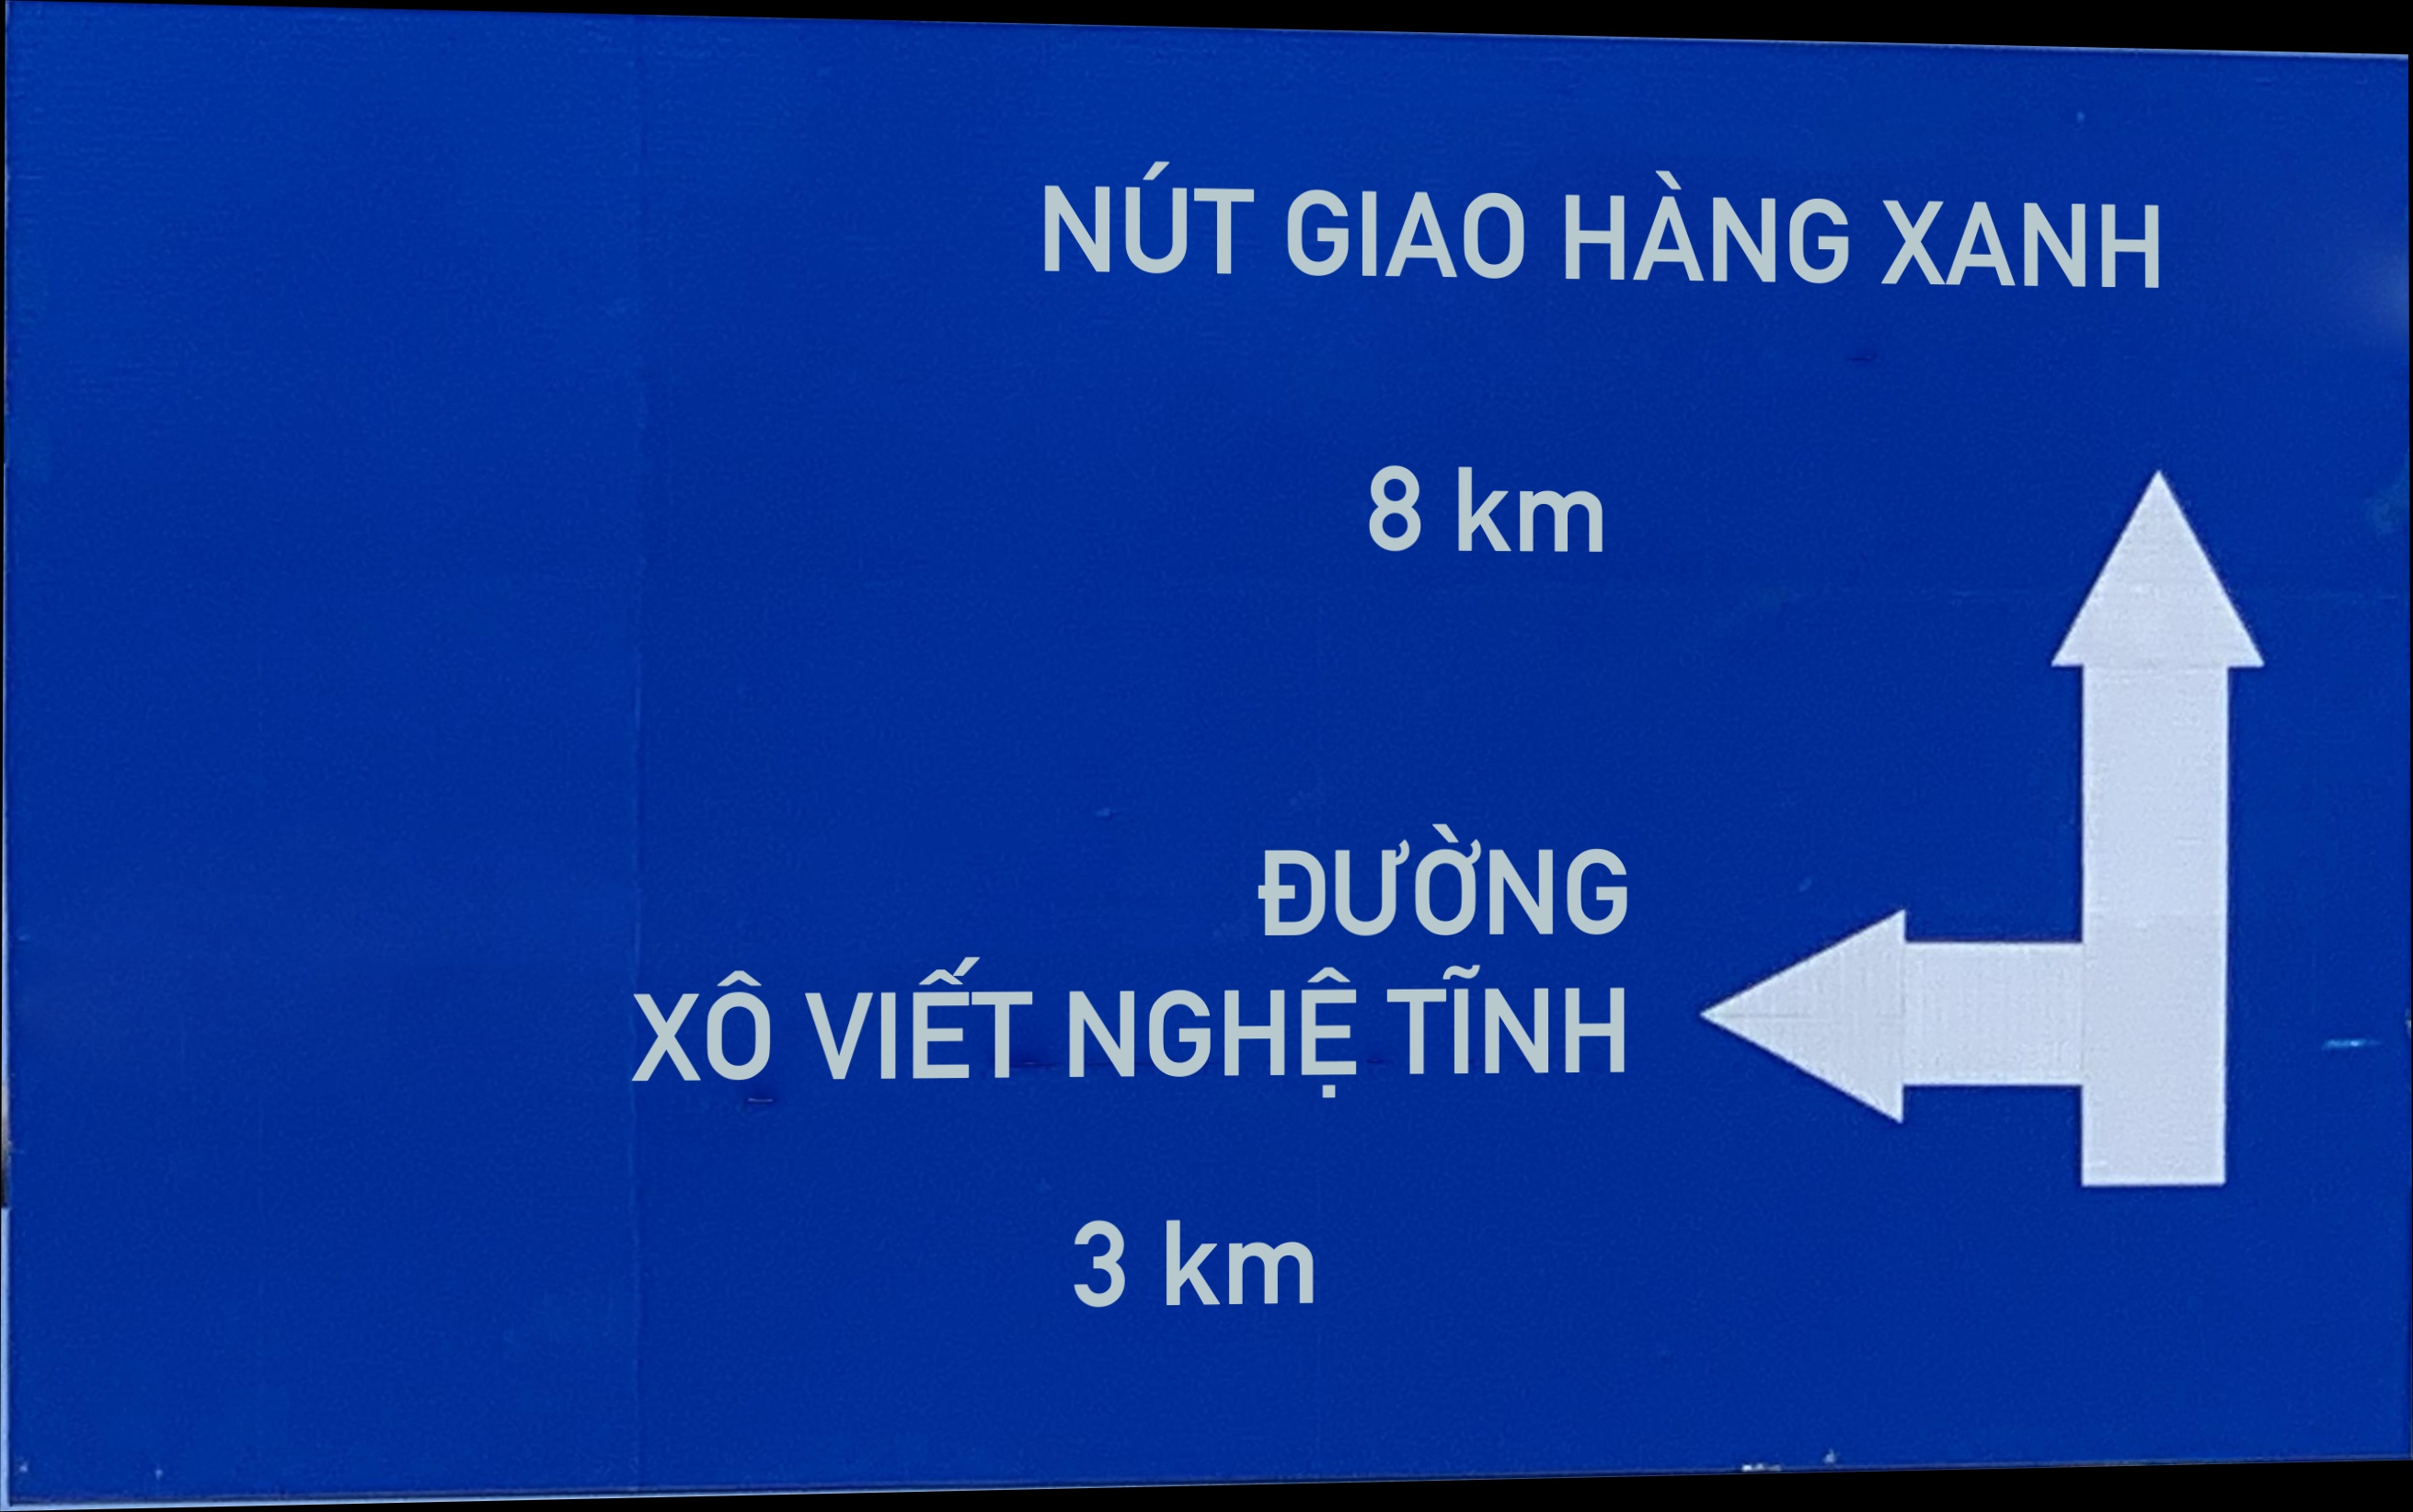 NÚT GIAO HÀNG XANH
8 km
ĐƯỜNG
XÔ VIẾT NGHỆ TĨNH
3 km